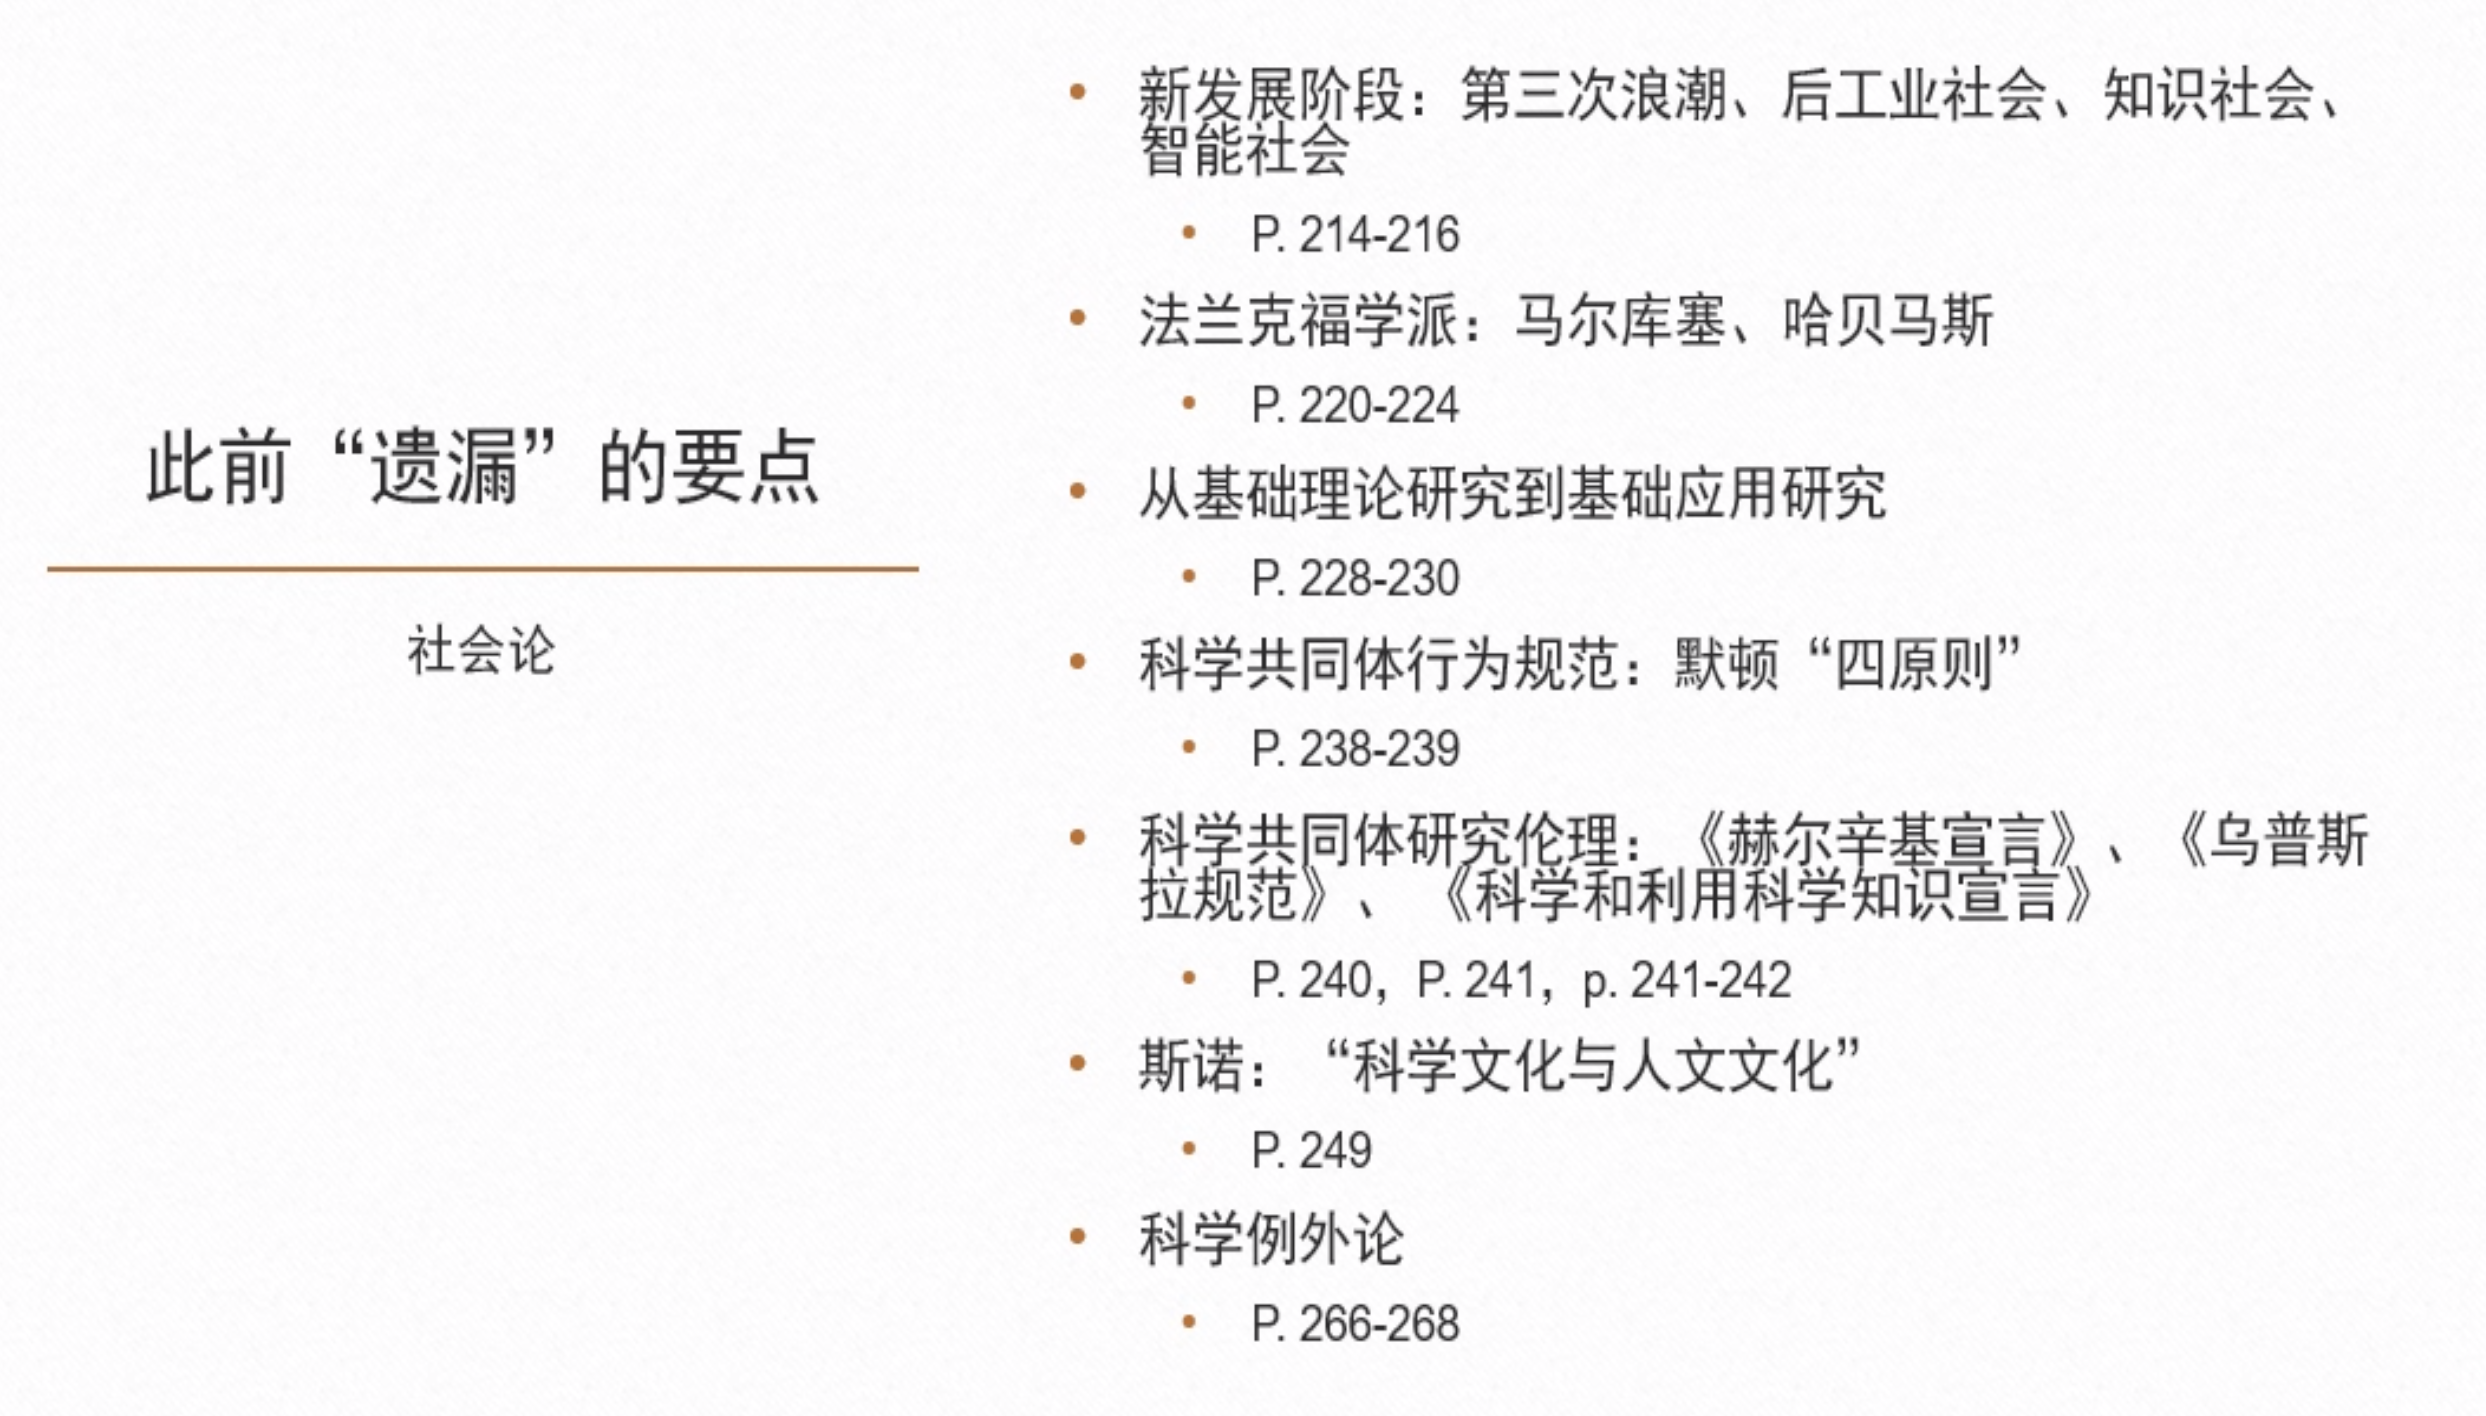 此前“遗漏”的要点
社会论
• 新发展阶段：第三次浪潮、后工业社会、知识社会、
智能社会
• P. 214-216
• 法兰克福学派：马尔库塞、哈贝马斯
• P. 220-224
• 从基础理论研究到基础应用研究
• P. 228-230
• 科学共同体行为规范：默顿“四原则”
• P. 238-239
• 科学共同体研究伦理：《赫尔辛基宣言》、《乌普斯
拉规范》、《科学和利用科学知识宣言》
• P. 240，P. 241，p. 241-242
• 斯诺：“科学文化与人文文化”
• P. 249
• 科学例外论
• P. 266-268